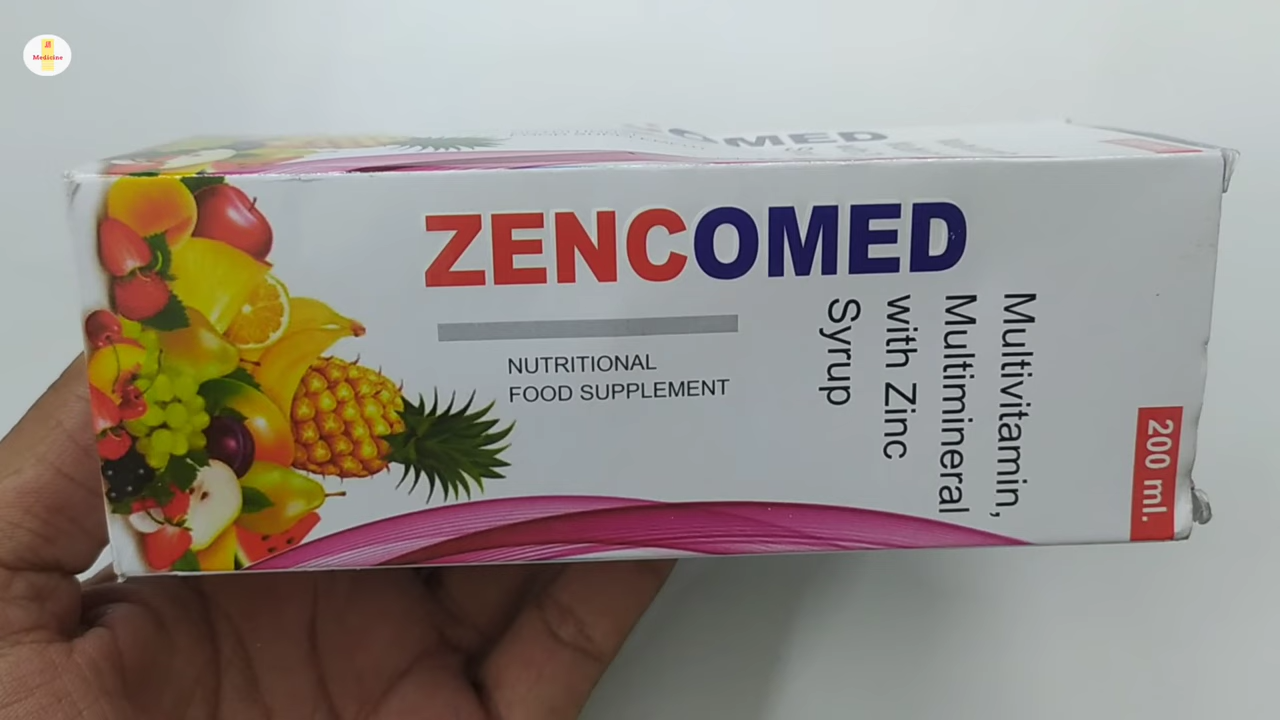 Medicine
OMED
ZENCOMED
NUTRITIONAL
FOOD SUPPLEMENT
Multivitamin,
Multimineral
with Zinc
Syrup
200 ml.